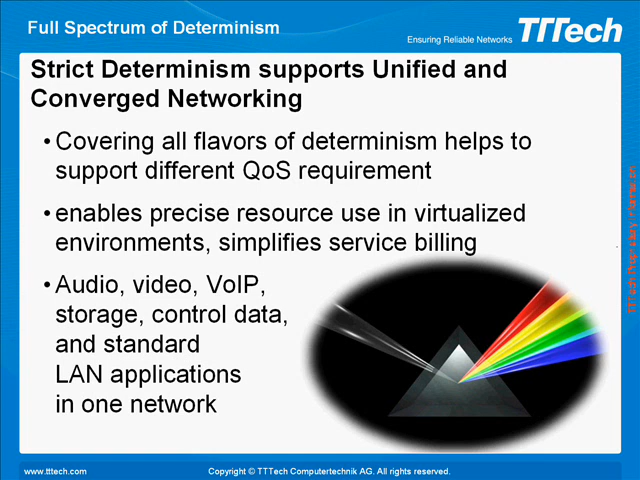 Full Spectrum of Determinism
Ensuring Reliable Networks
TTTech
Strict Determinism supports Unified and
Converged Networking
• Covering all flavors of determinism helps to
support different QoS requirement
• enables precise resource use in virtualized
environments, simplifies service billing
• Audio, video, VoIP,
storage, control data,
and standard
LAN applications
in one network
TTTech Proprietary Information
www.tttech.com
Copyright © TTTech Computertechnik AG. All rights reserved.